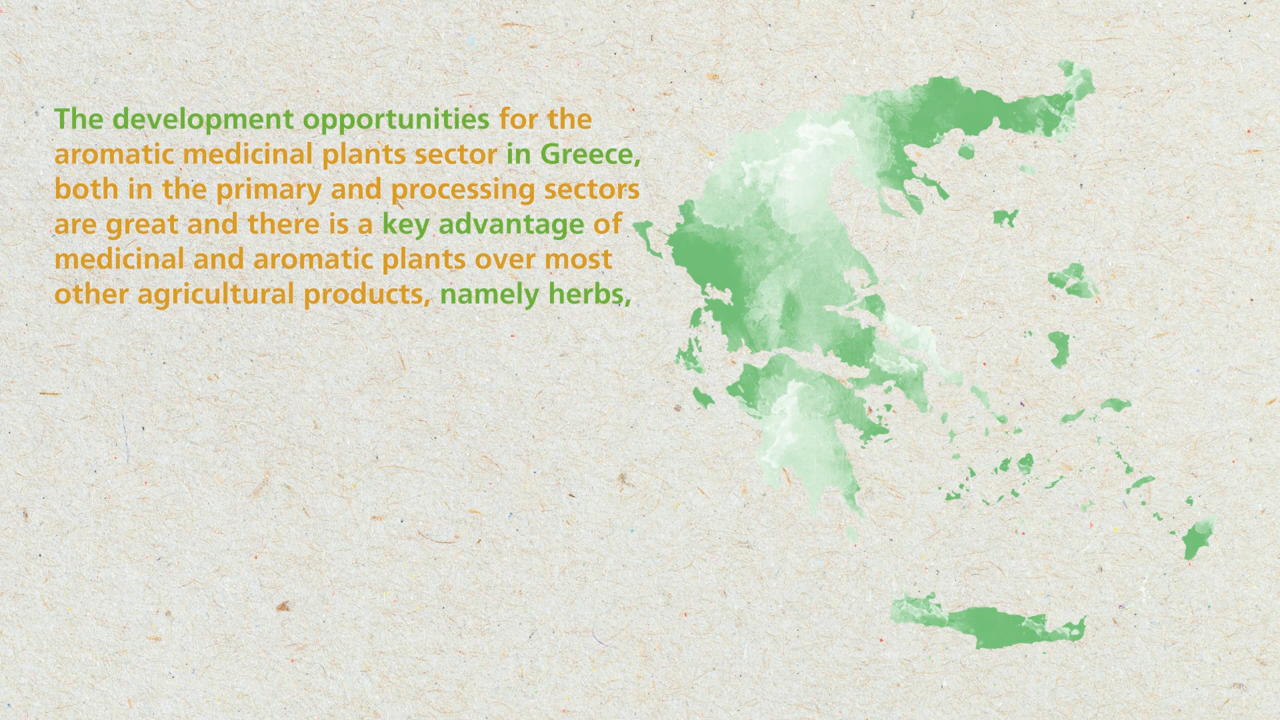 The development opportunities for the
aromatic medicinal plants sector in Greece,
both in the primary and processing sectors
are great and there is a key advantage of
medicinal and aromatic plants over most
other agricultural products, namely herbs,